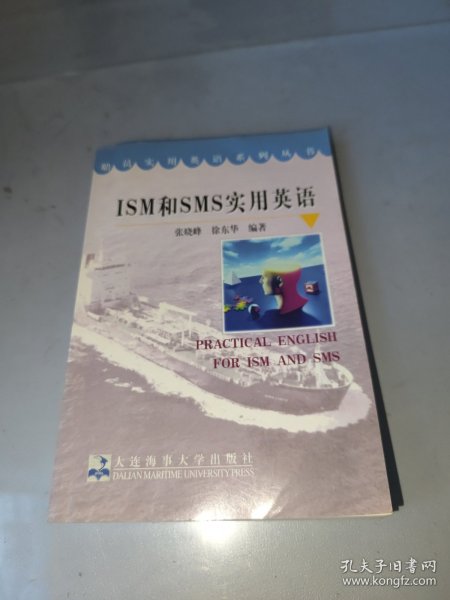 船员实用英语系列丛书
ISM和SMS实用英语
张晓峰 徐东华 编著
PRACTICAL ENGLISH
FOR ISM AND SMS
大连海事大学出版社
DALIAN MARITIME UNIVERSITY PRESS
孔夫子旧书网
www.kongfz.com